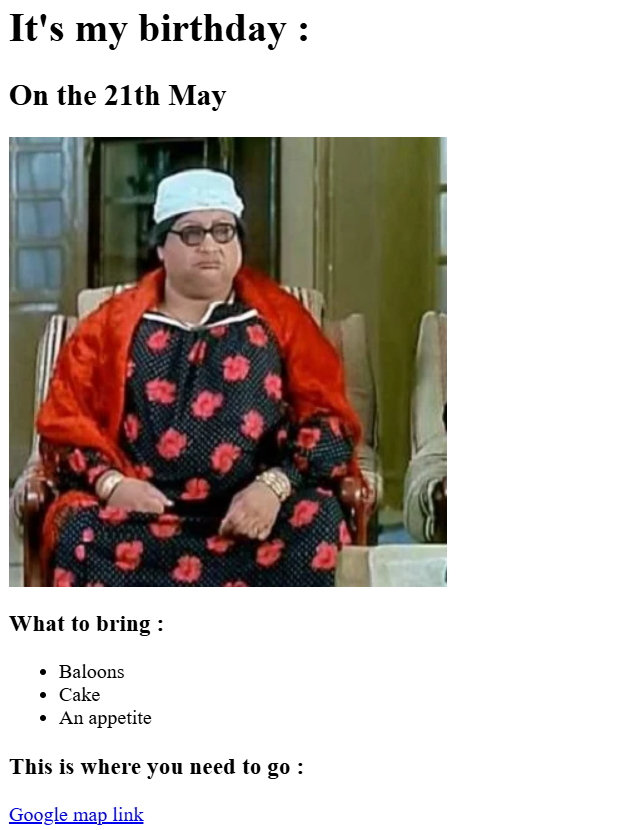 It's my birthday :
On the 21th May
What to bring :
Baloons
Cake
An appetite
This is where you need to go :
Google map link